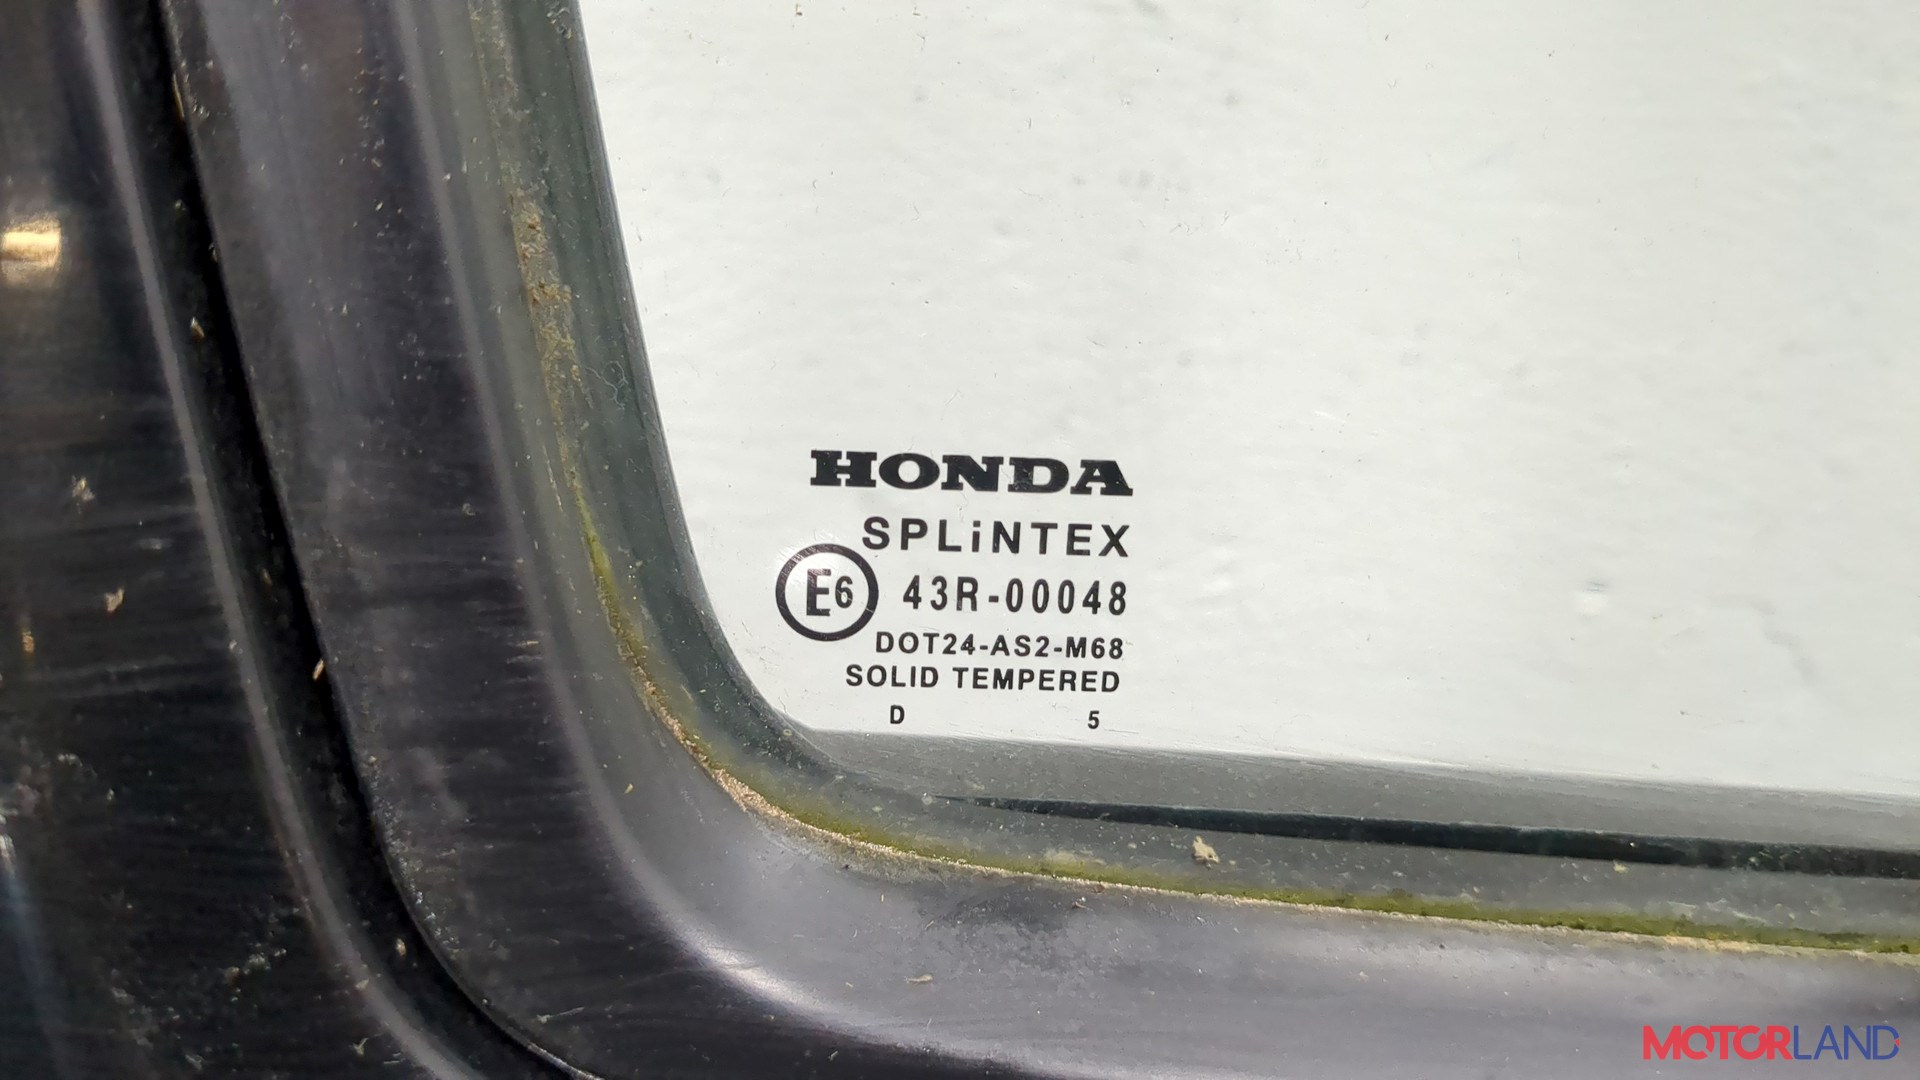 HONDA
SPLiNTEX
E6 43R-00048
DOT24-AS2-M68
SOLID TEMPERED
D 5
MOTORLAND